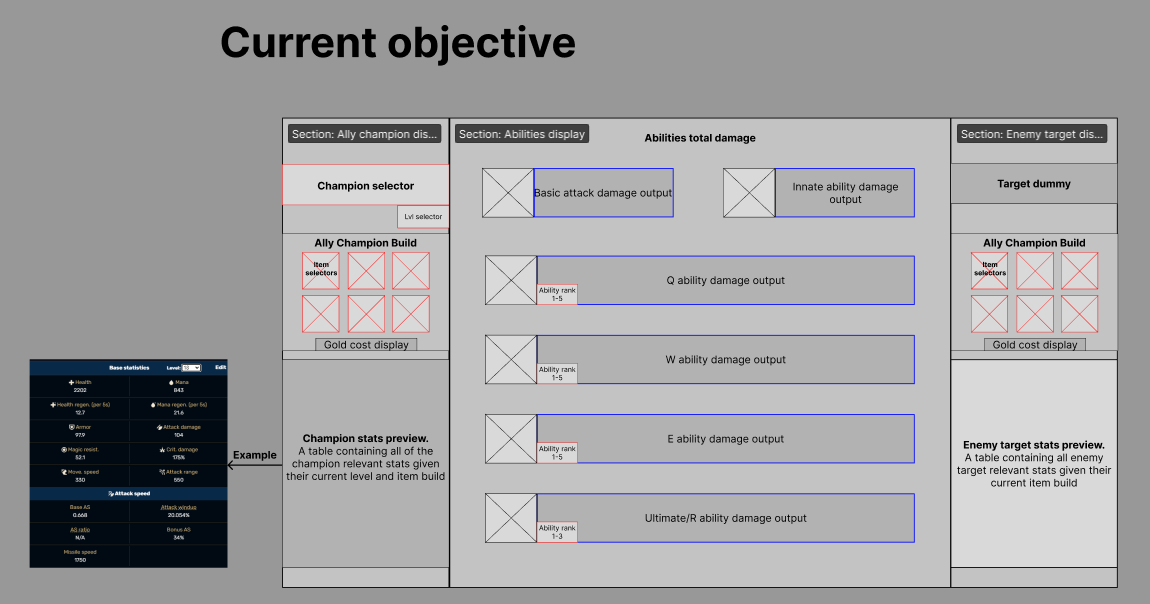 Current objective
Section: Ally champion dis...
Champion selector
Lvl selector
Ally Champion Build
Item
selectors
Gold cost display
Champion stats preview.
A table containing all of the
champion relevant stats given
their current level and item build
Example
Base statistics
Level: 18
Edit
Health
2202
Mana
843
Health regen. (per 5s)
12.7
Mana regen. (per 5s)
21.6
Armor
97.9
Attack damage
104
Magic resist.
52.1
Crit. damage
175%
Move. speed
330
Attack range
550
Attack speed
Base AS
0.668
Attack windup
20.054%
AS ratio
N/A
Bonus AS
34%
Missile speed
1750
Section: Abilities display
Abilities total damage
Basic attack damage output
Innate ability damage
output
Q ability damage output
Ability rank
1-5
W ability damage output
Ability rank
1-5
E ability damage output
Ability rank
1-5
Ultimate/R ability damage output
Ability rank
1-3
Section: Enemy target dis...
Target dummy
Ally Champion Build
Item
selectors
Gold cost display
Enemy target stats preview.
A table containing all enemy
target relevant stats given their
current item build